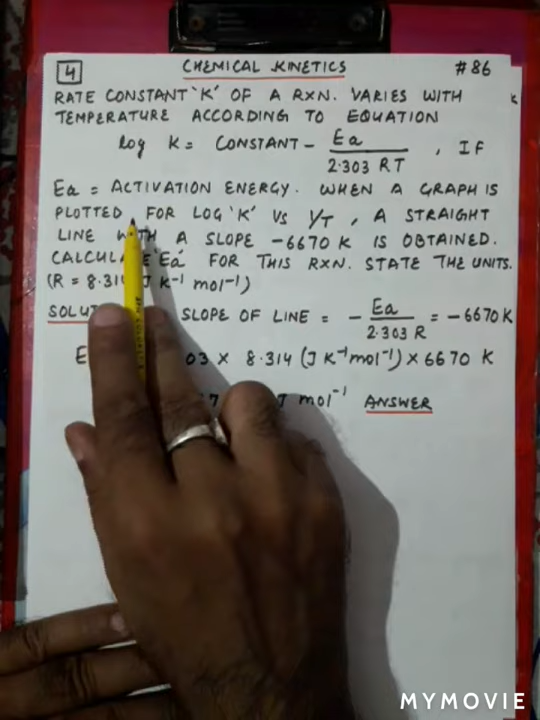 4 CHEMICAL KINETICS #86
RATE CONSTANT 'K' OF A RXN. VARIES WITH
TEMPERATURE ACCORDING TO EQUATION
log K = CONSTANT - Ea / 2.303 RT , IF
Ea = ACTIVATION ENERGY. WHEN A GRAPH IS
PLOTTED FOR LOG 'K' VS 1/T, A STRAIGHT
LINE WITH A SLOPE -6670 K IS OBTAINED.
CALCULATE Ea FOR THIS RXN. STATE THE UNITS.
(R = 8.314 J K⁻¹ mol⁻¹)
SLOPE OF LINE = - Ea / 2.303 R = -6670 K
03 × 8.314 (J K⁻¹ mol⁻¹) × 6670 K
J mol⁻¹ ANSWER
MYMOVIE